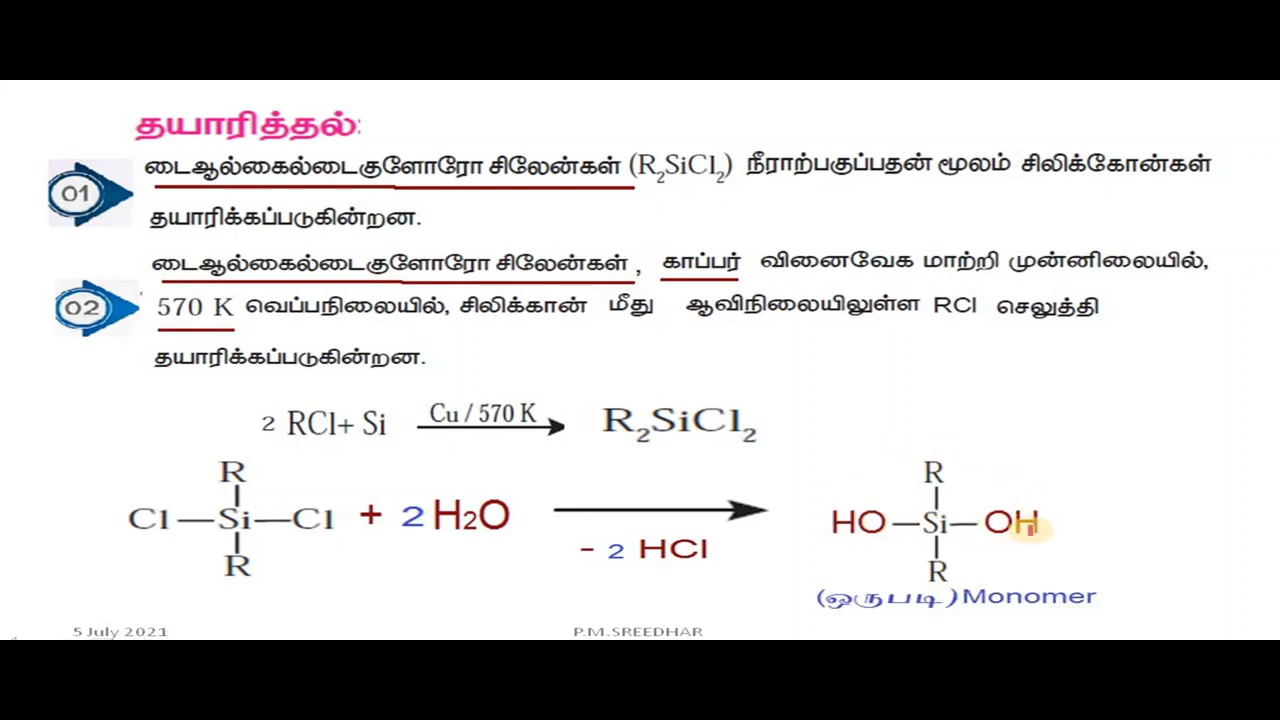 தயாரித்தல்:
01 டைஆல்கைல்டைகுளோரோ சிலேன்கள் (R₂SiCl₂) நீராற்பகுப்பதன் மூலம் சிலிக்கோன்கள்
தயாரிக்கப்படுகின்றன.
டைஆல்கைல்டைகுளோரோ சிலேன்கள் , காப்பர் வினைவேக மாற்றி முன்னிலையில்,
02 570 K வெப்பநிலையில், சிலிக்கான் மீது ஆவிநிலையிலுள்ள RCl செலுத்தி
தயாரிக்கப்படுகின்றன.
Cu / 570 K
2 RCl+ Si R₂SiCl₂
R R
Cl—Si—Cl + 2 H₂O HO—Si—OH
- 2 HCl
R R
(ஒருபடி) Monomer
5 July 2021 P.M.SREEDHAR